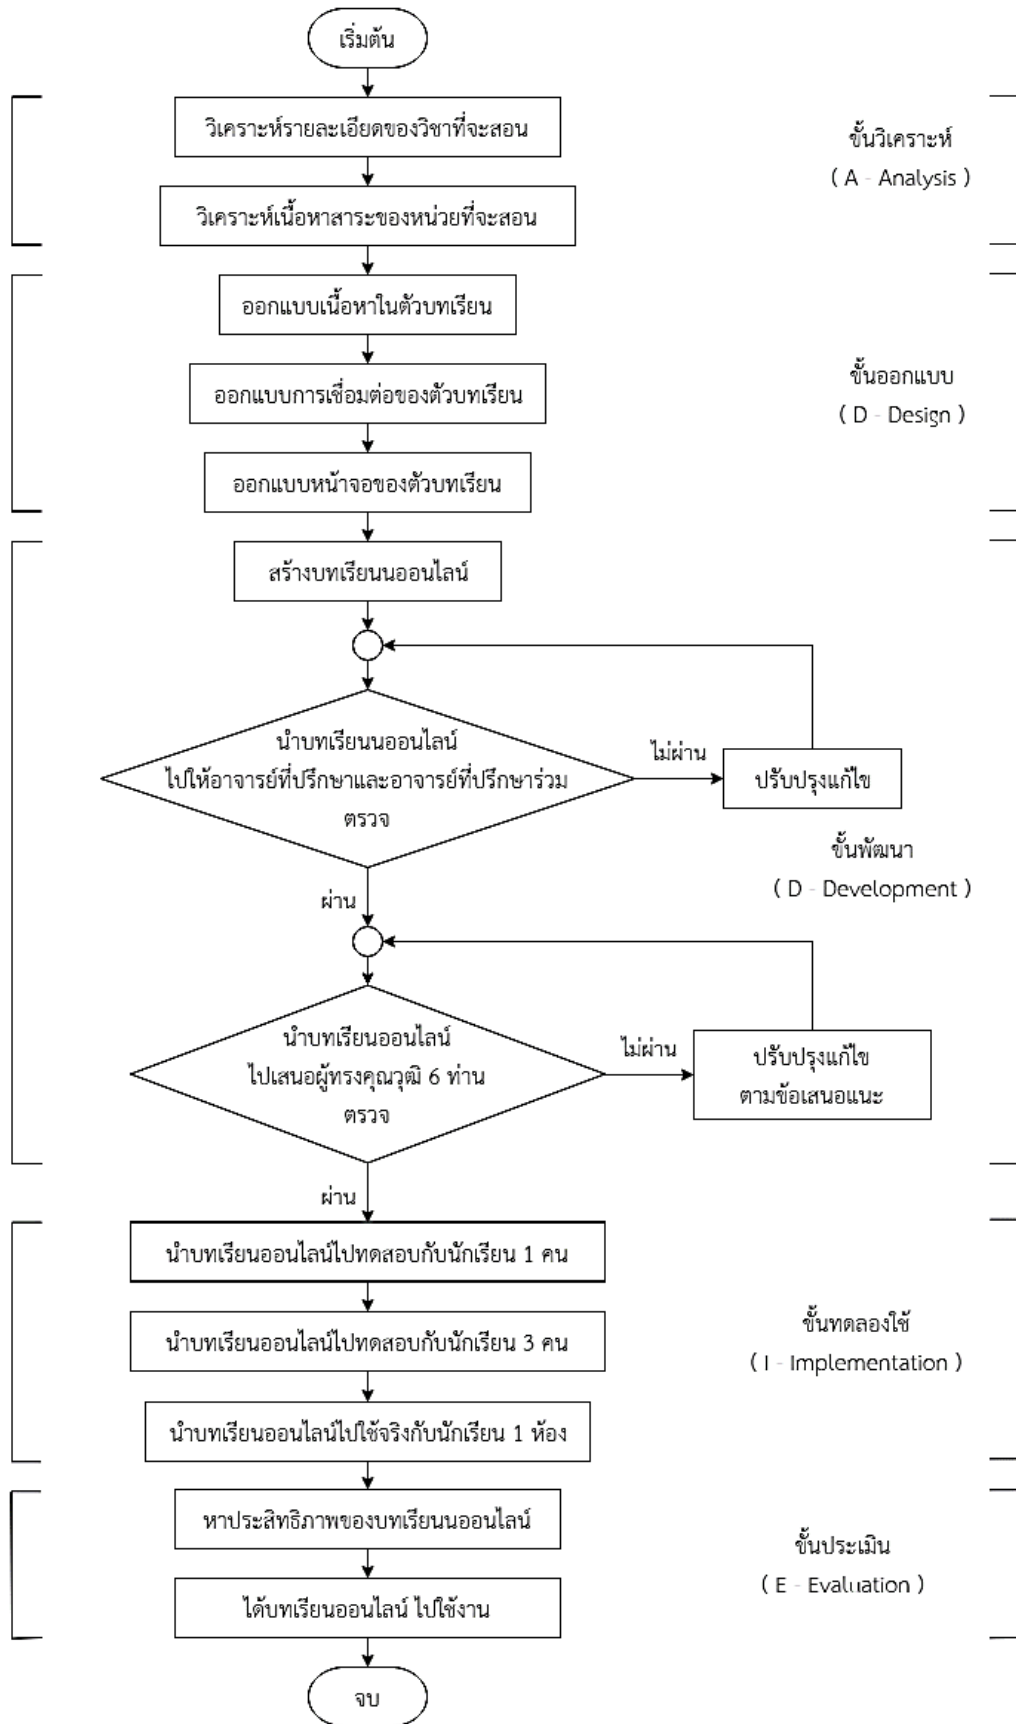 เริ่มต้น
วิเคราะห์รายละเอียดของวิชาที่จะสอน
ขั้นวิเคราะห์
( A - Analysis )
วิเคราะห์เนื้อหาสาระของหน่วยที่จะสอน
ออกแบบเนื้อหาในตัวบทเรียน
ออกแบบการเชื่อมต่อของตัวบทเรียน
ขั้นออกแบบ
( D - Design )
ออกแบบหน้าจอของตัวบทเรียน
สร้างบทเรียนนออนไลน์
นำบทเรียนนออนไลน์
ไปให้อาจารย์ที่ปรึกษาและอาจารย์ที่ปรึกษาร่วม
ตรวจ
ไม่ผ่าน
ปรับปรุงแก้ไข
ขั้นพัฒนา
( D - Development )
ผ่าน
นำบทเรียนออนไลน์
ไปเสนอผู้ทรงคุณวุฒิ 6 ท่าน
ตรวจ
ไม่ผ่าน
ปรับปรุงแก้ไข
ตามข้อเสนอแนะ
ผ่าน
นำบทเรียนออนไลน์ไปทดสอบกับนักเรียน 1 คน
นำบทเรียนออนไลน์ไปทดสอบกับนักเรียน 3 คน
ขั้นทดลองใช้
( I - Implementation )
นำบทเรียนออนไลน์ไปใช้จริงกับนักเรียน 1 ห้อง
หาประสิทธิภาพของบทเรียนนออนไลน์
ขั้นประเมิน
( E - Evaluation )
ได้บทเรียนออนไลน์ ไปใช้งาน
จบ